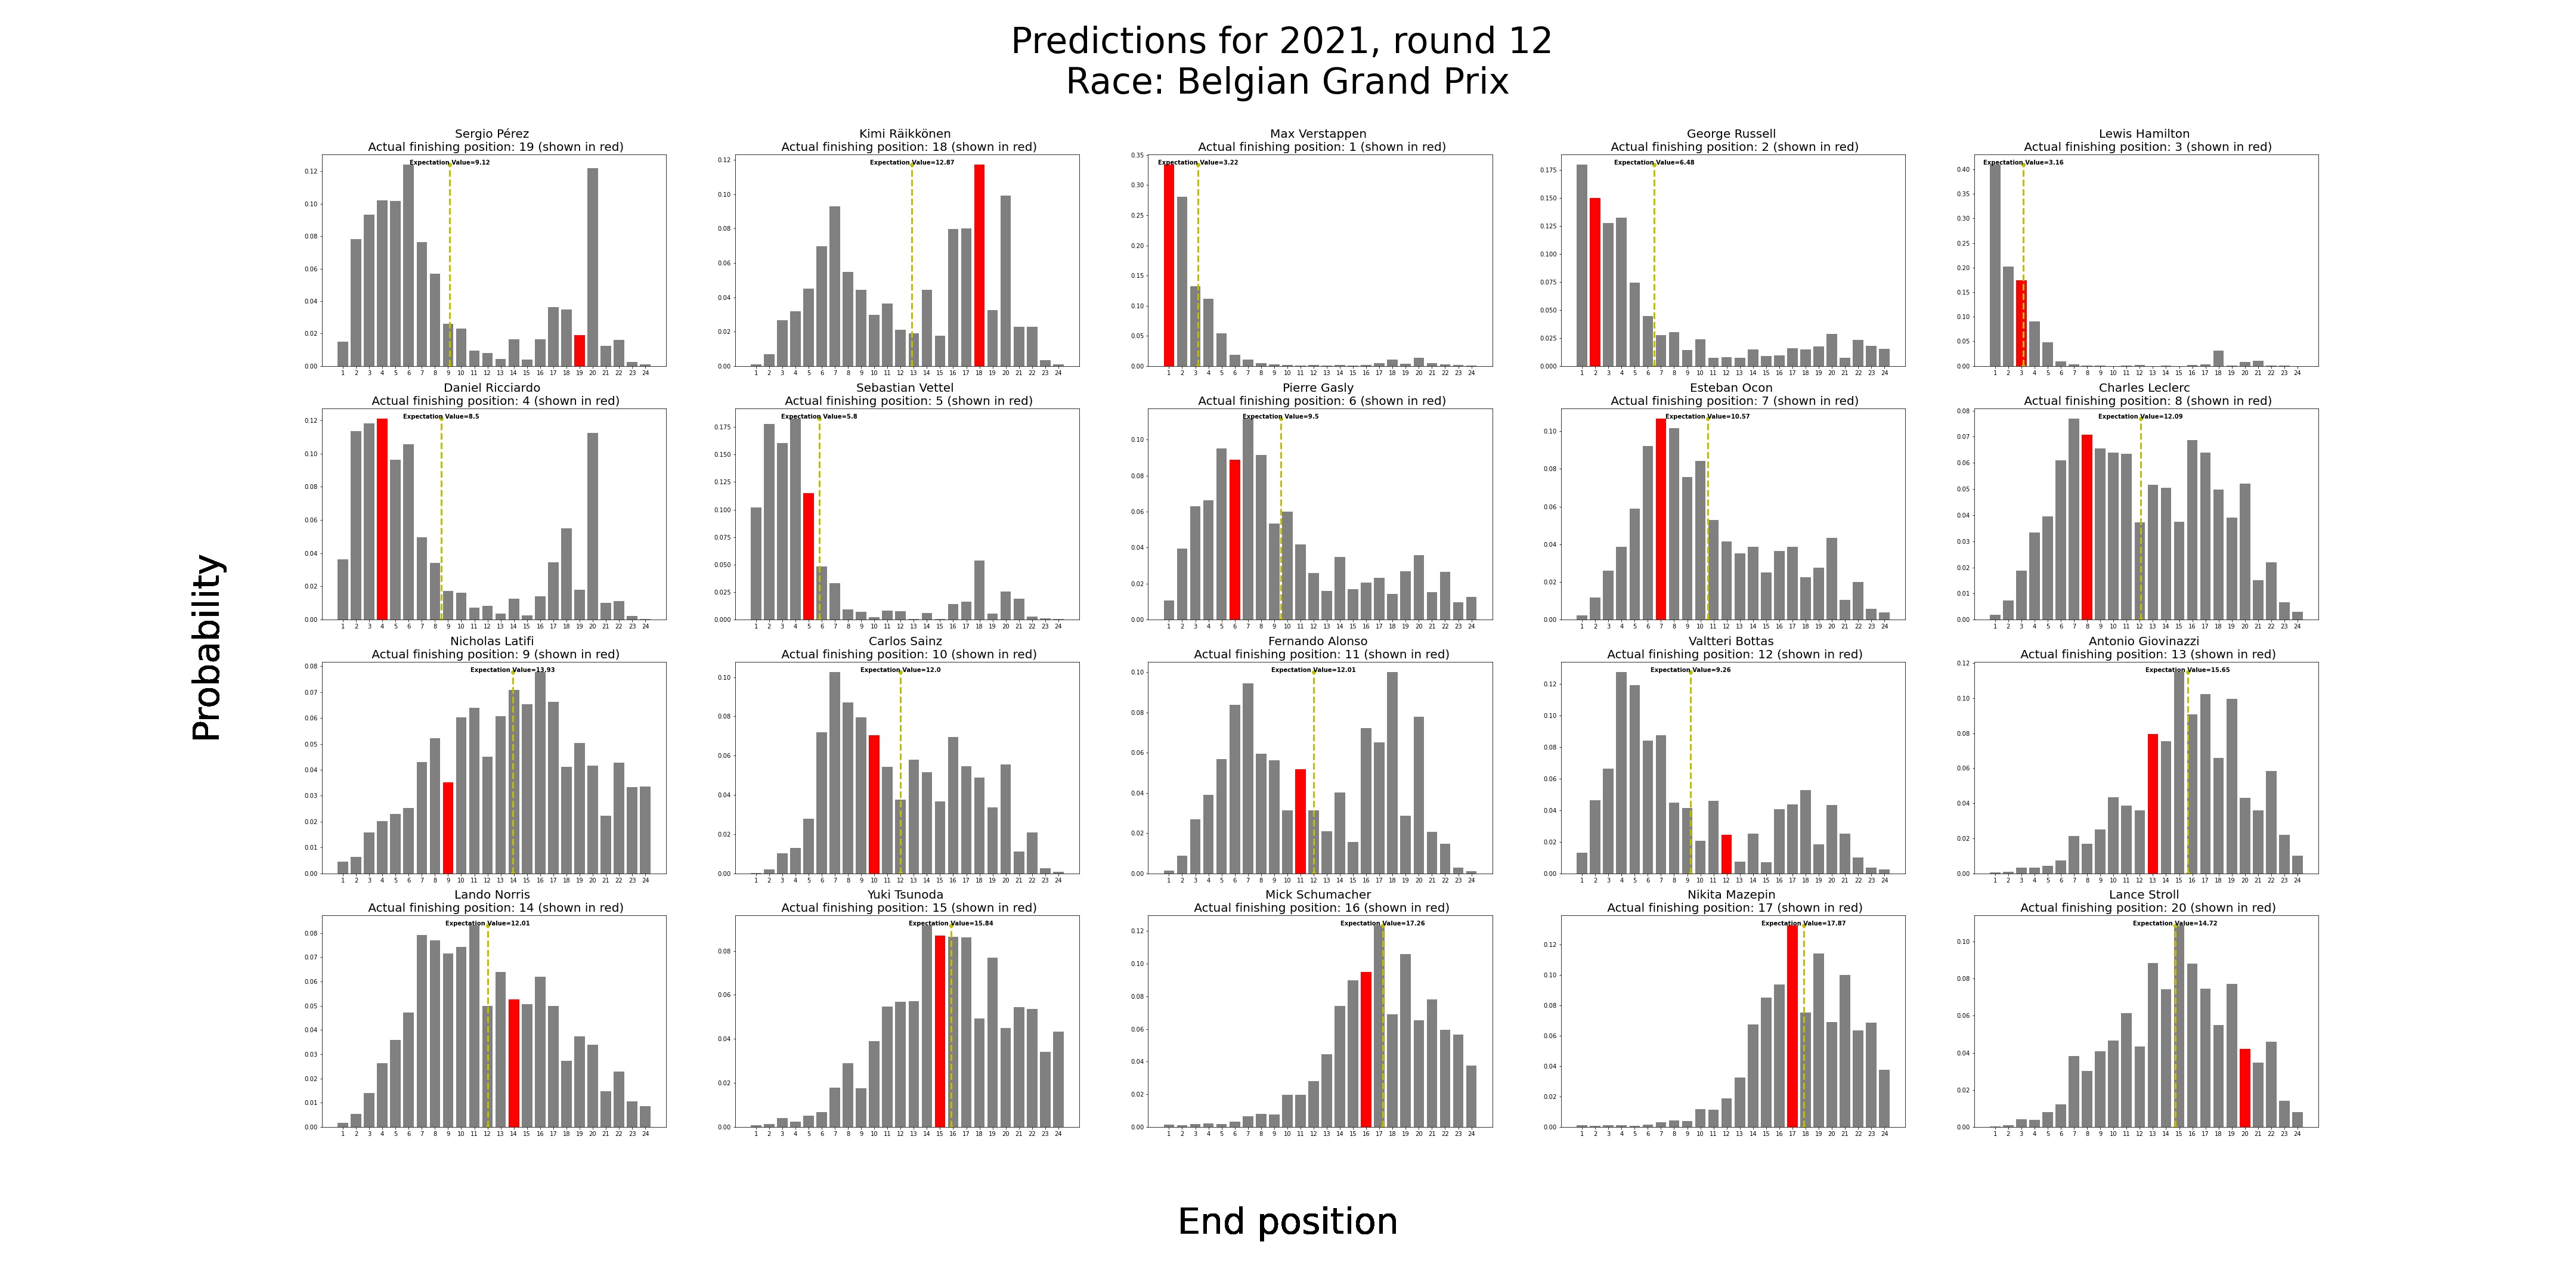 Predictions for 2021, round 12
Race: Belgian Grand Prix
Sergio Pérez
Actual finishing position: 19 (shown in red)
Expectation Value=9.12
Kimi Räikkönen
Actual finishing position: 18 (shown in red)
Expectation Value=12.87
Max Verstappen
Actual finishing position: 1 (shown in red)
Expectation Value=3.22
George Russell
Actual finishing position: 2 (shown in red)
Expectation Value=6.48
Lewis Hamilton
Actual finishing position: 3 (shown in red)
Expectation Value=3.16
Daniel Ricciardo
Actual finishing position: 4 (shown in red)
Expectation Value=8.5
Sebastian Vettel
Actual finishing position: 5 (shown in red)
Expectation Value=5.8
Pierre Gasly
Actual finishing position: 6 (shown in red)
Expectation Value=9.5
Esteban Ocon
Actual finishing position: 7 (shown in red)
Expectation Value=10.57
Charles Leclerc
Actual finishing position: 8 (shown in red)
Expectation Value=12.09
Nicholas Latifi
Actual finishing position: 9 (shown in red)
Expectation Value=13.93
Carlos Sainz
Actual finishing position: 10 (shown in red)
Expectation Value=12.0
Fernando Alonso
Actual finishing position: 11 (shown in red)
Expectation Value=12.01
Valtteri Bottas
Actual finishing position: 12 (shown in red)
Expectation Value=9.26
Antonio Giovinazzi
Actual finishing position: 13 (shown in red)
Expectation Value=15.65
Lando Norris
Actual finishing position: 14 (shown in red)
Expectation Value=12.01
Yuki Tsunoda
Actual finishing position: 15 (shown in red)
Expectation Value=15.84
Mick Schumacher
Actual finishing position: 16 (shown in red)
Expectation Value=17.26
Nikita Mazepin
Actual finishing position: 17 (shown in red)
Expectation Value=17.87
Lance Stroll
Actual finishing position: 20 (shown in red)
Expectation Value=14.72
Probability
End position